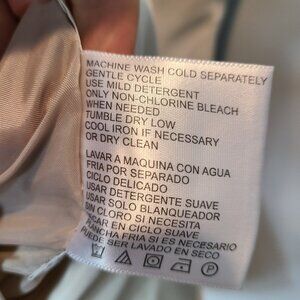 MACHINE WASH COLD SEPARATELY
GENTLE CYCLE
USE MILD DETERGENT
ONLY NON-CHLORINE BLEACH
WHEN NEEDED
TUMBLE DRY LOW
COOL IRON IF NECESSARY
OR DRY CLEAN
LAVAR A MAQUINA CON AGUA
FRIA POR SEPARADO
CICLO DELICADO
USAR DETERGENTE SUAVE
USAR SOLO BLANQUEADOR
SIN CLORO SI NECESITA
SECAR EN CICLO SUAVE
PLANCHA FRIA SI ES NECESARIO
PUEDE SER LAVADO EN SECO
P